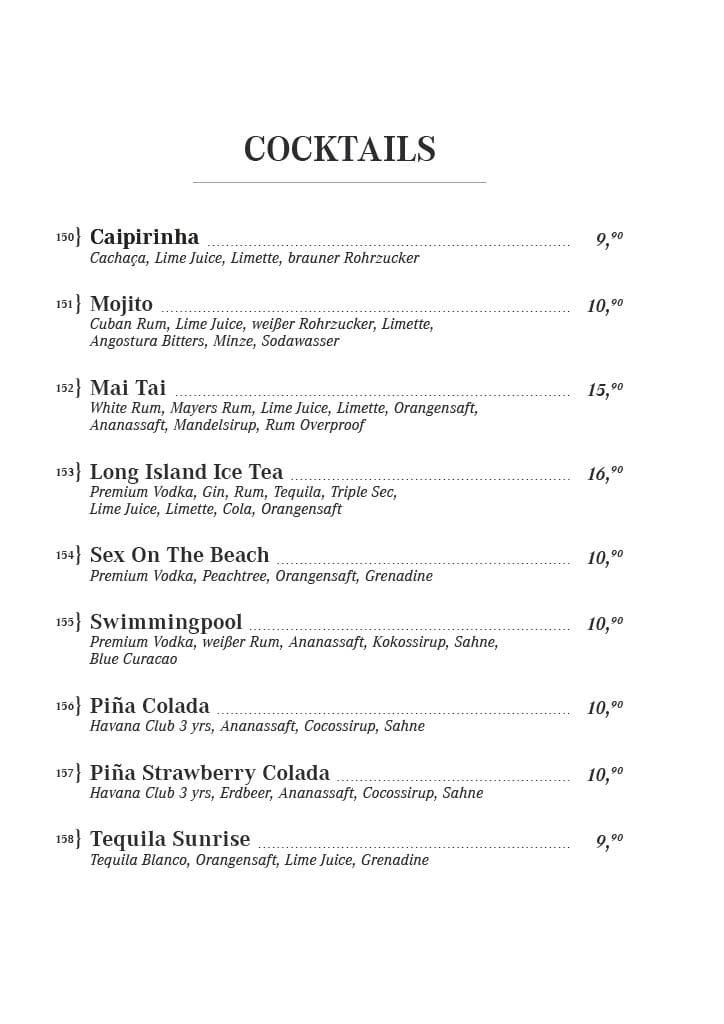 COCKTAILS
150} Caipirinha 9,90
Cachaça, Lime Juice, Limette, brauner Rohrzucker
151} Mojito 10,90
Cuban Rum, Lime Juice, weißer Rohrzucker, Limette,
Angostura Bitters, Minze, Sodawasser
152} Mai Tai 15,90
White Rum, Mayers Rum, Lime Juice, Limette, Orangensaft,
Ananassaft, Mandelsirup, Rum Overproof
153} Long Island Ice Tea 16,90
Premium Vodka, Gin, Rum, Tequila, Triple Sec,
Lime Juice, Limette, Cola, Orangensaft
154} Sex On The Beach 10,90
Premium Vodka, Peachtree, Orangensaft, Grenadine
155} Swimmingpool 10,90
Premium Vodka, weißer Rum, Ananassaft, Kokossirup, Sahne,
Blue Curacao
156} Piña Colada 10,90
Havana Club 3 yrs, Ananassaft, Cocossirup, Sahne
157} Piña Strawberry Colada 10,90
Havana Club 3 yrs, Erdbeer, Ananassaft, Cocossirup, Sahne
158} Tequila Sunrise 9,90
Tequila Blanco, Orangensaft, Lime Juice, Grenadine